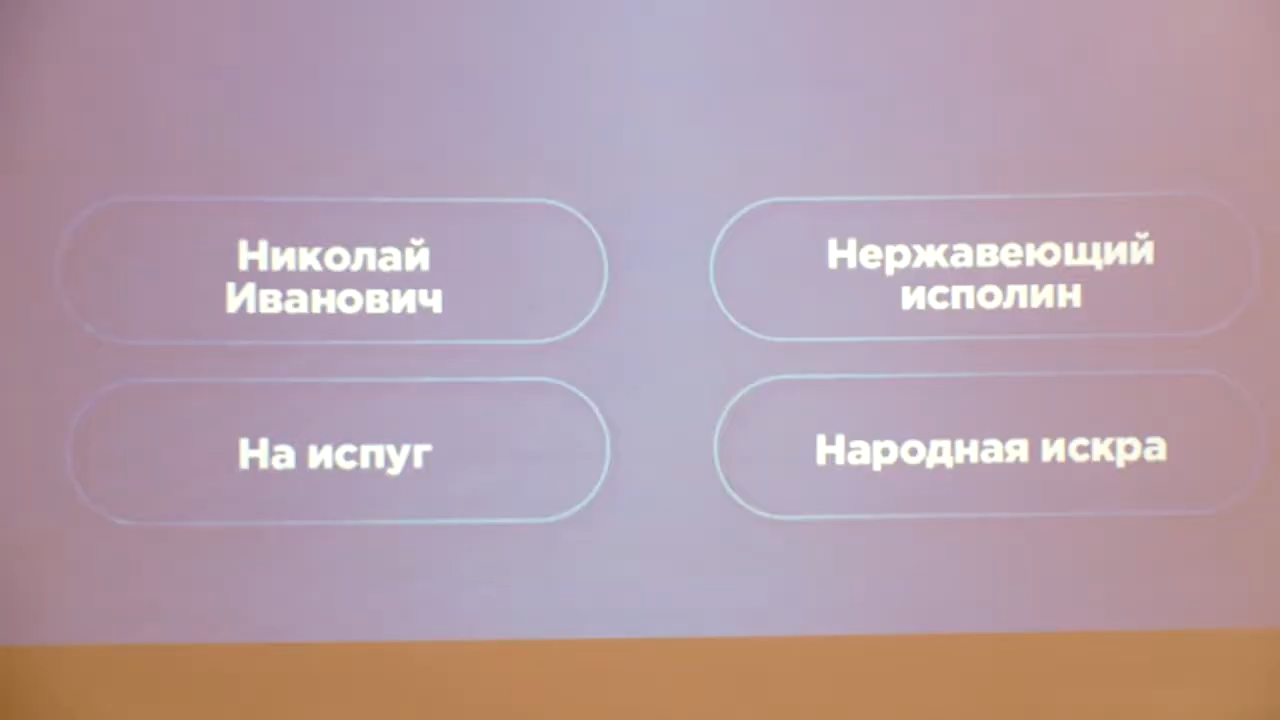 Николай
Иванович
Нержавеющий
исполин
На испуг
Народная искра